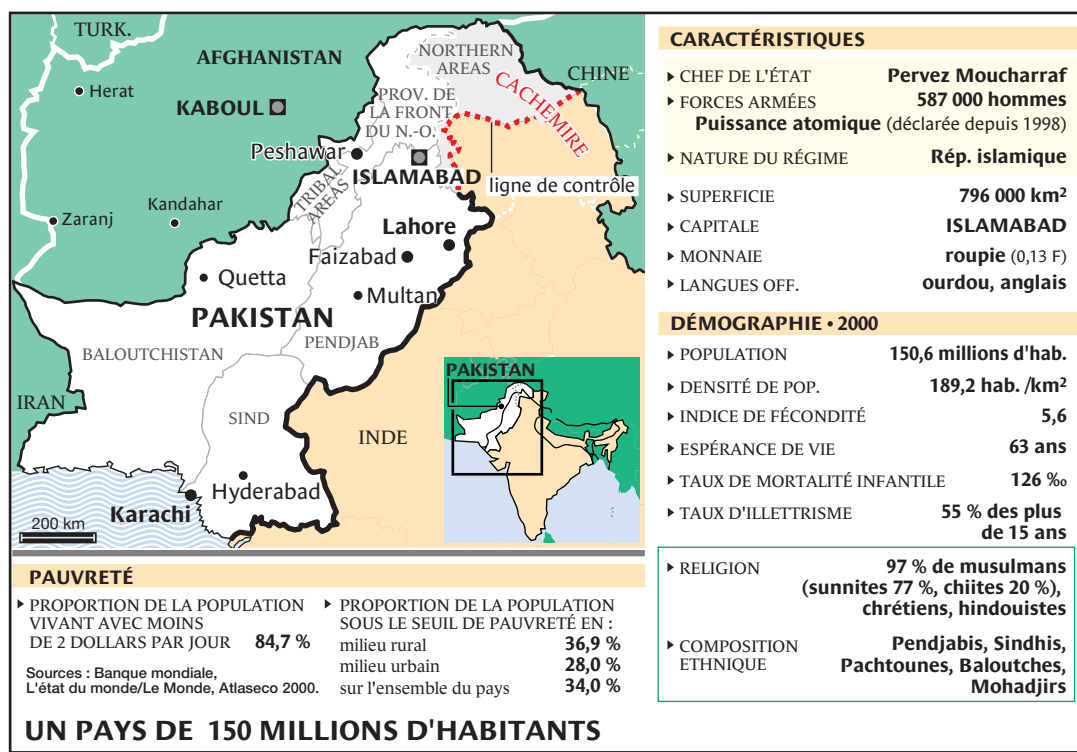 TURK.
AFGHANISTAN
NORTHERN
AREAS
CHINE
Herat
KABOUL
PROV. DE
LA FRONT
DU N.-O.
CACHEMIRE
Peshawar
ISLAMABAD
ligne de contrôle
TRIBAL
AREAS
Zaranj
Kandahar
Lahore
Faizabad
Quetta
Multan
PAKISTAN
PENDJAB
BALOUTCHISTAN
IRAN
SIND
INDE
PAKISTAN
Hyderabad
Karachi
200 km
CARACTÉRISTIQUES
CHEF DE L'ÉTAT Pervez Moucharraf
FORCES ARMÉES 587 000 hommes
Puissance atomique (déclarée depuis 1998)
NATURE DU RÉGIME Rép. islamique
SUPERFICIE 796 000 km²
CAPITALE ISLAMABAD
MONNAIE roupie (0,13 F)
LANGUES OFF. ourdou, anglais
DÉMOGRAPHIE • 2000
POPULATION 150,6 millions d'hab.
DENSITÉ DE POP. 189,2 hab. /km²
INDICE DE FÉCONDITÉ 5,6
ESPÉRANCE DE VIE 63 ans
TAUX DE MORTALITÉ INFANTILE 126 ‰
TAUX D'ILLETTRISME 55 % des plus
de 15 ans
RELIGION 97 % de musulmans
(sunnites 77 %, chiites 20 %),
chrétiens, hindouistes
COMPOSITION ETHNIQUE Pendjabis, Sindhis,
Pachtounes, Baloutches,
Mohadjirs
PAUVRETÉ
PROPORTION DE LA POPULATION
VIVANT AVEC MOINS
DE 2 DOLLARS PAR JOUR 84,7 %
PROPORTION DE LA POPULATION
SOUS LE SEUIL DE PAUVRETÉ EN :
milieu rural 36,9 %
milieu urbain 28,0 %
sur l'ensemble du pays 34,0 %
Sources : Banque mondiale,
L'état du monde/Le Monde, Atlaseco 2000.
UN PAYS DE 150 MILLIONS D'HABITANTS